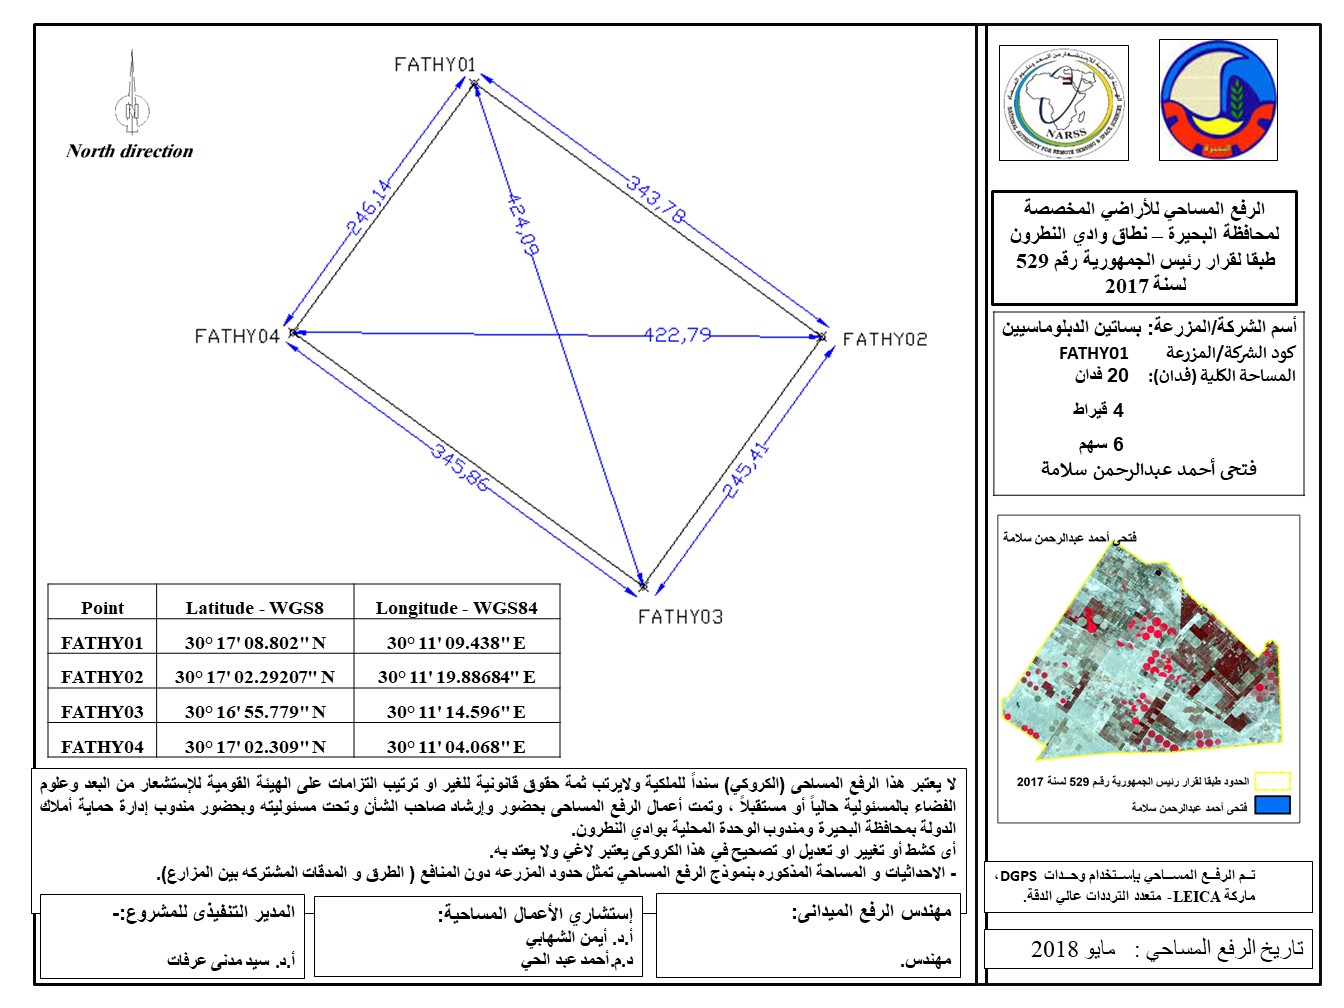 FATHY01
North direction
343,78
246,14
424,09
FATHY04
422,79
FATHY02
345,86
245,41
FATHY03
Point Latitude - WGS8 Longitude - WGS84
FATHY01 30° 17' 08.802" N 30° 11' 09.438" E
FATHY02 30° 17' 02.29207" N 30° 11' 19.88684" E
FATHY03 30° 16' 55.779" N 30° 11' 14.596" E
FATHY04 30° 17' 02.309" N 30° 11' 04.068" E
لا يعتبر هذا الرفع المساحى (الكروكي) سنداً للملكية ولايرتب ثمة حقوق قانونية للغير او ترتيب التزامات على الهيئة القومية للإستشعار من البعد وعلوم
الفضاء بالمسئولية حالياً أو مستقبلاً ، وتمت أعمال الرفع المساحى بحضور وإرشاد صاحب الشأن وتحت مسئوليته وبحضور مندوب إدارة حماية أملاك
الدولة بمحافظة البحيرة ومندوب الوحدة المحلية بوادي النطرون.
أى كشط أو تغيير او تعديل او تصحيح في هذا الكروكى يعتبر لاغي ولا يعتد به.
- الاحداثيات و المساحة المذكوره بنموذج الرفع المساحي تمثل حدود المزرعه دون المنافع ( الطرق و المدقات المشتركه بين المزارع).
مهندس الرفع الميدانى:
مهندس.
إستشاري الأعمال المساحية:
أ.د. أيمن الشهابي
د.م.أحمد عبد الحي
المدير التنفيذى للمشروع:-
أ.د. سيد مدنى عرفات
NARSS
NATIONAL AUTHORITY FOR REMOTE SENSING & SPACE SCIENCES
البحيرة
الرفع المساحي للأراضي المخصصة
لمحافظة البحيرة – نطاق وادي النطرون
طبقا لقرار رئيس الجمهورية رقم 529
لسنة 2017
أسم الشركة/المزرعة: بساتين الدبلوماسيين
كود الشركة/المزرعة FATHY01
المساحة الكلية (فدان): 20 فدان
4 قيراط
6 سهم
فتحى أحمد عبدالرحمن سلامة
فتحى أحمد عبدالرحمن سلامة
الحدود طبقا لقرار رئيس الجمهورية رقم 529 لسنة 2017
فتحى أحمد عبدالرحمن سلامة
تـم الرفـع المسـاحي بإسـتخدام وحـدات DGPS ،
ماركة LEICA- متعدد الترددات عالي الدقة.
تاريخ الرفع المساحي : مايو 2018